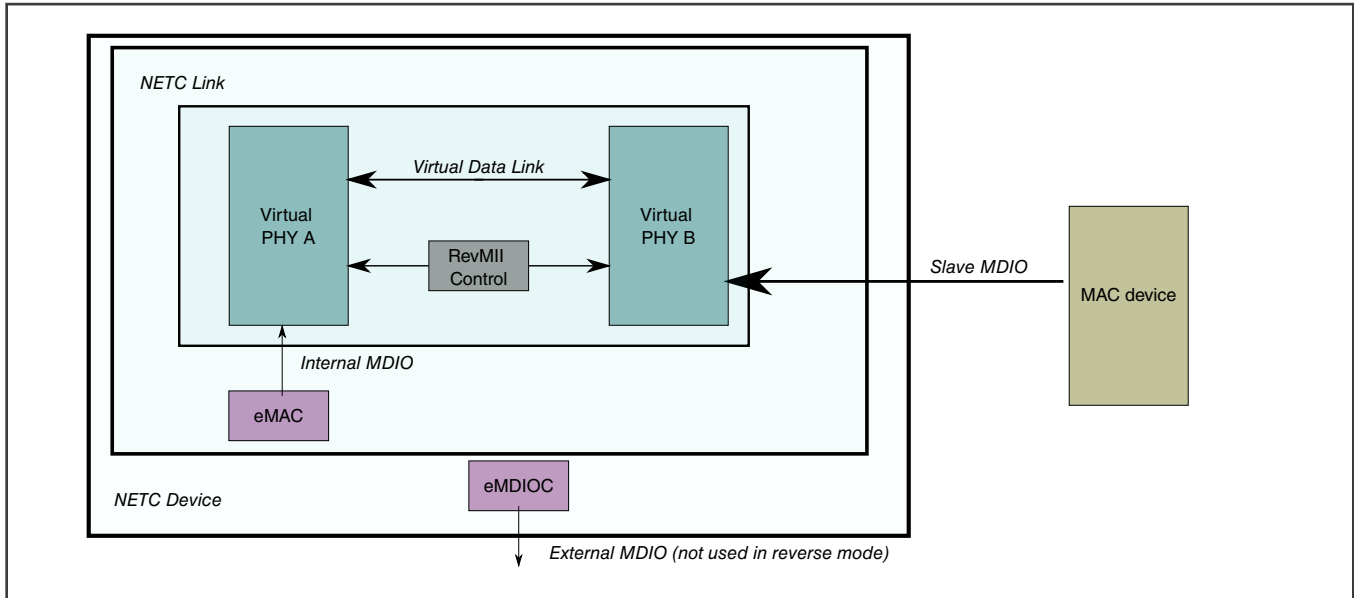 NETC Link
Virtual Data Link
Virtual
PHY A
Virtual
PHY B
RevMII
Control
Slave MDIO
MAC device
Internal MDIO
eMAC
eMDIOC
NETC Device
External MDIO (not used in reverse mode)